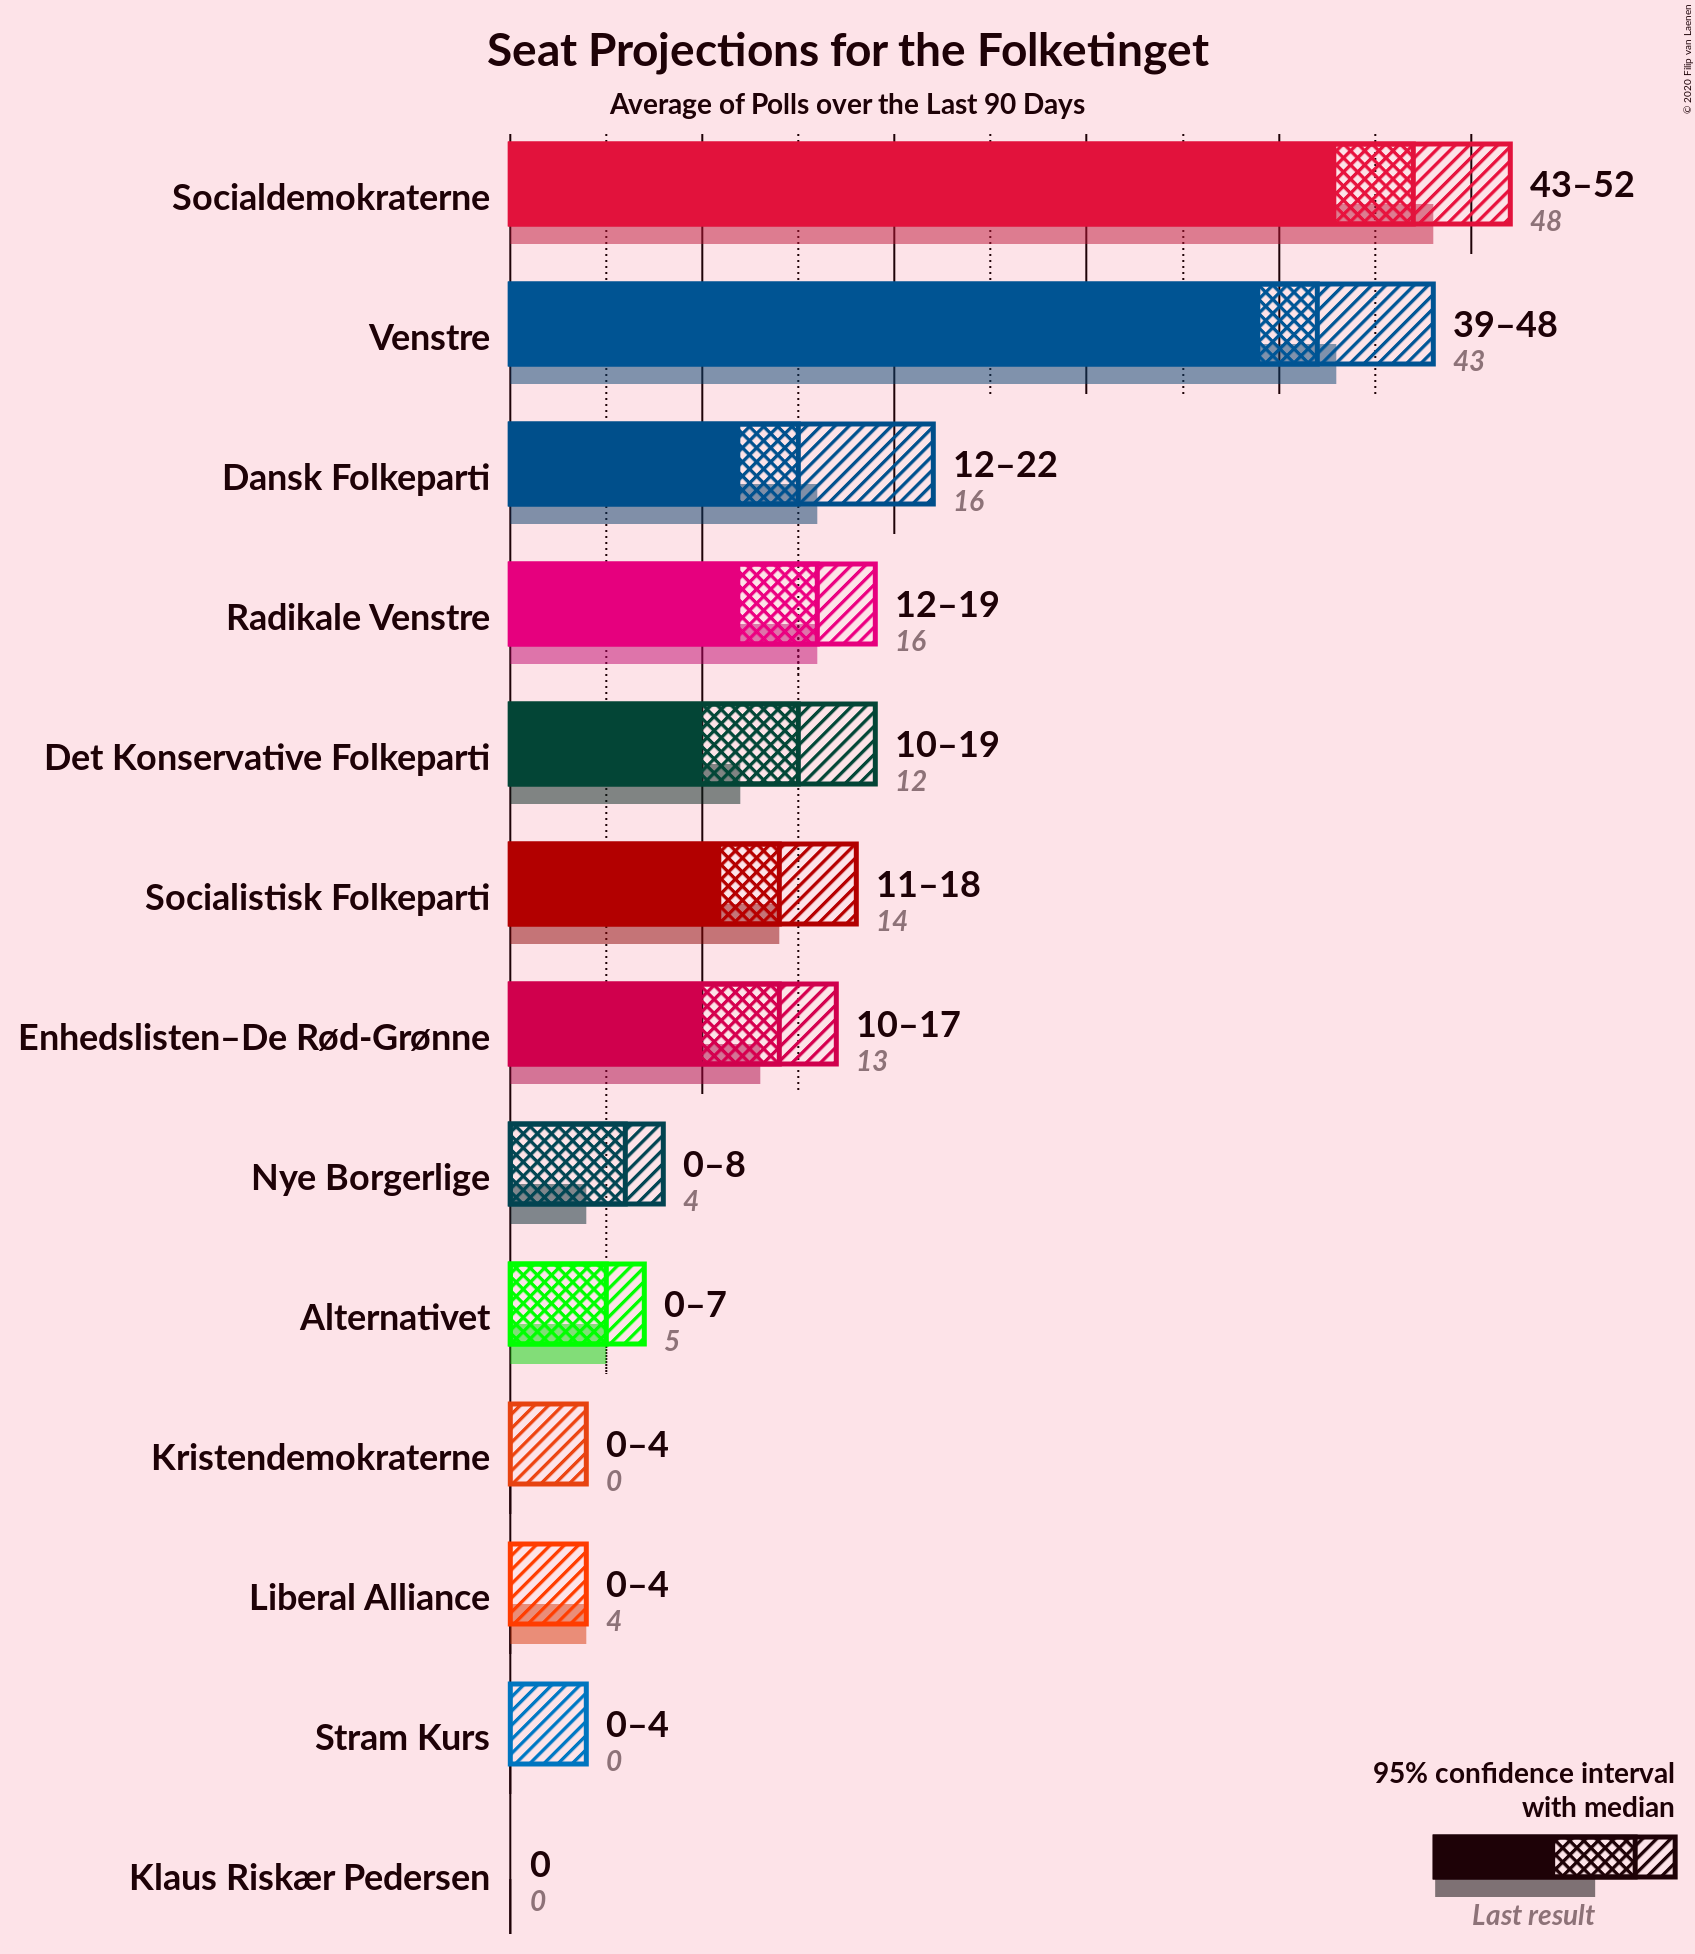 Seat Projections for the Folketinget
Average of Polls over the Last 90 Days
© 2020 Filip van Laenen
Socialdemokraterne
43–52
48
Venstre
39–48
43
Dansk Folkeparti
12–22
16
Radikale Venstre
12–19
16
Det Konservative Folkeparti
10–19
12
Socialistisk Folkeparti
11–18
14
Enhedslisten–De Rød-Grønne
10–17
13
Nye Borgerlige
0–8
4
Alternativet
0–7
5
Kristendemokraterne
0–4
0
Liberal Alliance
0–4
4
Stram Kurs
0–4
0
Klaus Riskær Pedersen
0
0
95% confidence interval
with median
Last result